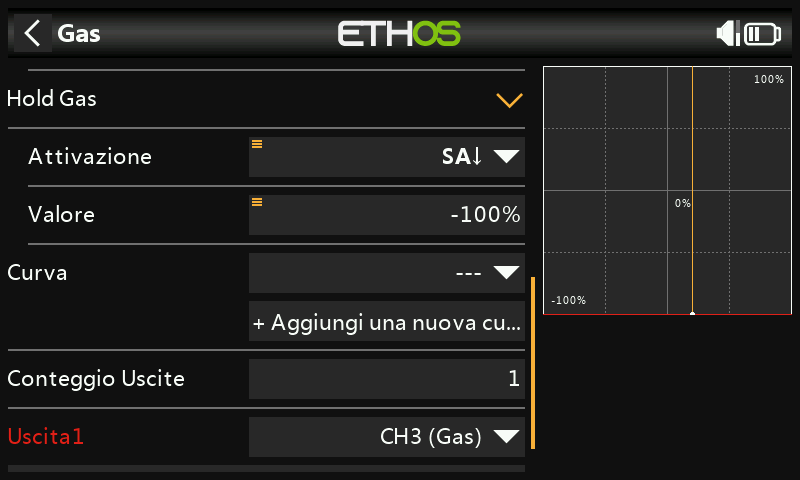 Gas
ETHOS
Hold Gas
100%
Attivazione
SA↓
Valore
-100%
0%
Curva
---
-100%
+ Aggiungi una nuova cu...
Conteggio Uscite
1
Uscita1
CH3 (Gas)